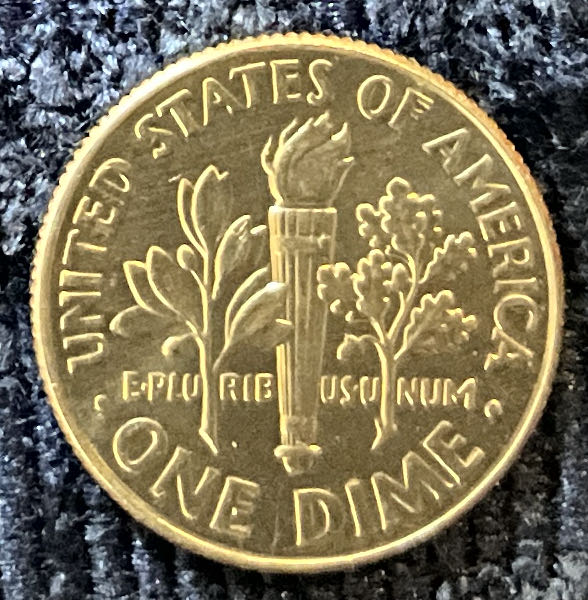 UNITED STATES OF AMERICA
E·PLU RIB US·U NUM
ONE DIME